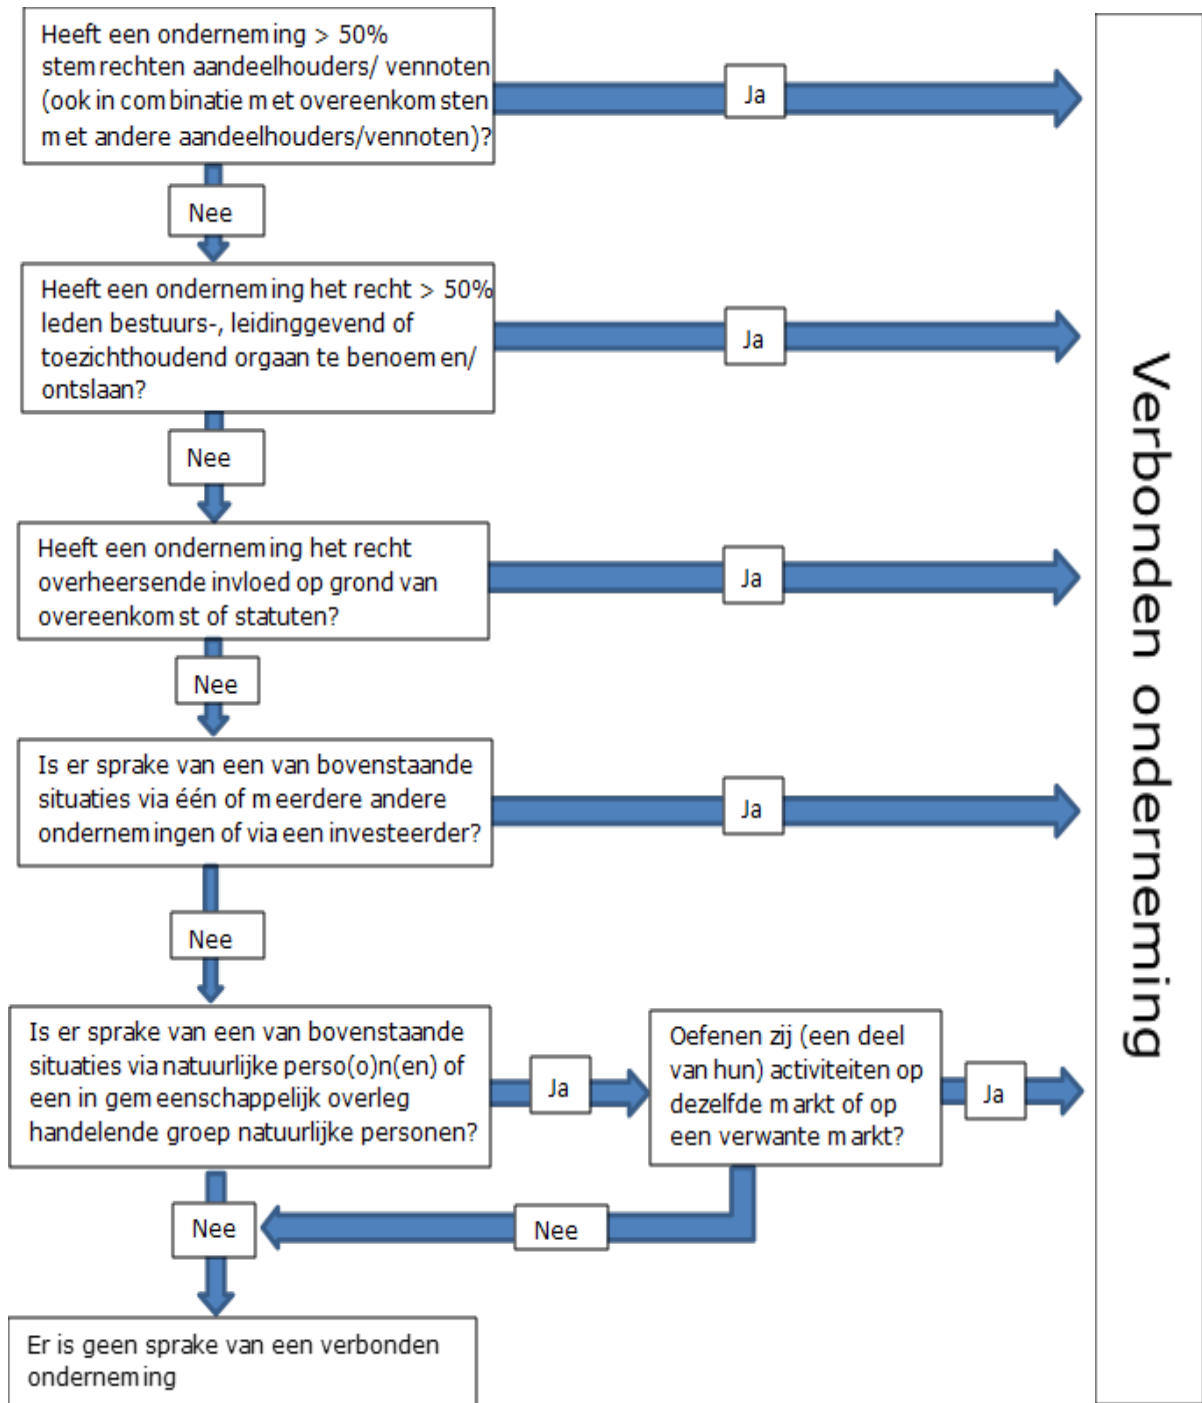 Heeft een onderneming > 50%
stemrechten aandeelhouders/ vennoten
(ook in combinatie met overeenkomsten
met andere aandeelhouders/vennoten)?
Ja
Nee
Heeft een onderneming het recht > 50%
leden bestuurs-, leidinggevend of
toezichthoudend orgaan te benoemen/
ontslaan?
Ja
Nee
Heeft een onderneming het recht
overheersende invloed op grond van
overeenkomst of statuten?
Ja
Nee
Is er sprake van een van bovenstaande
situaties via één of meerdere andere
ondernemingen of via een investeerder?
Ja
Nee
Is er sprake van een van bovenstaande
situaties via natuurlijke perso(o)n(en) of
een in gemeenschappelijk overleg
handelende groep natuurlijke personen?
Ja
Oefenen zij (een deel
van hun) activiteiten op
dezelfde markt of op
een verwante markt?
Ja
Nee
Nee
Er is geen sprake van een verbonden
onderneming
Verbonden onderneming